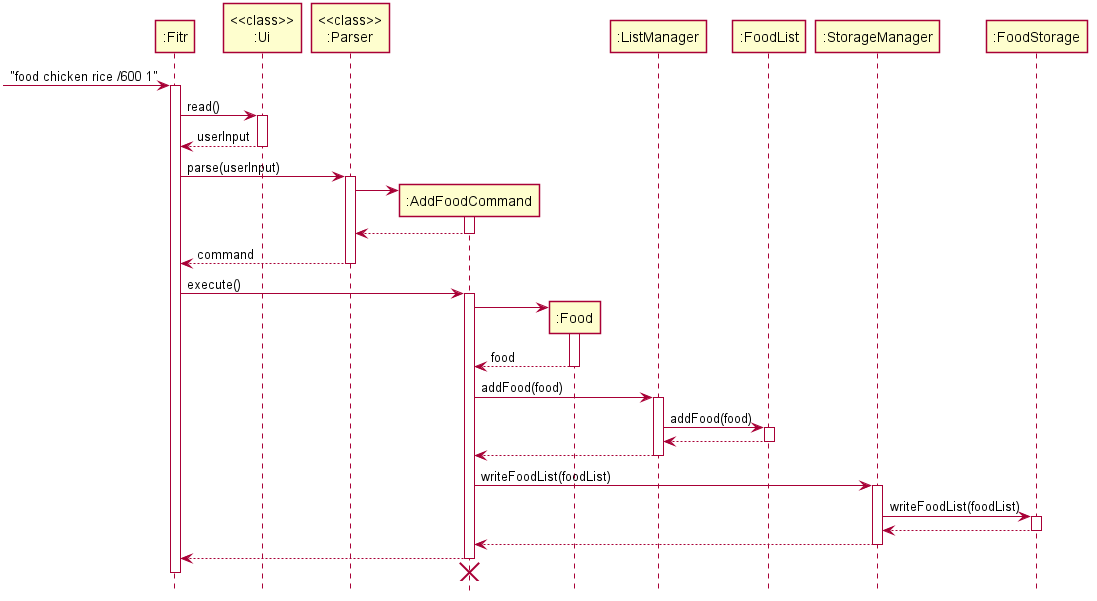 <<class>> <<class>>
:Fitr :Ui :Parser :ListManager :FoodList :StorageManager :FoodStorage
"food chicken rice /600 1"
read()
userInput
parse(userInput)
:AddFoodCommand
command
execute()
:Food
food
addFood(food)
addFood(food)
writeFoodList(foodList)
writeFoodList(foodList)